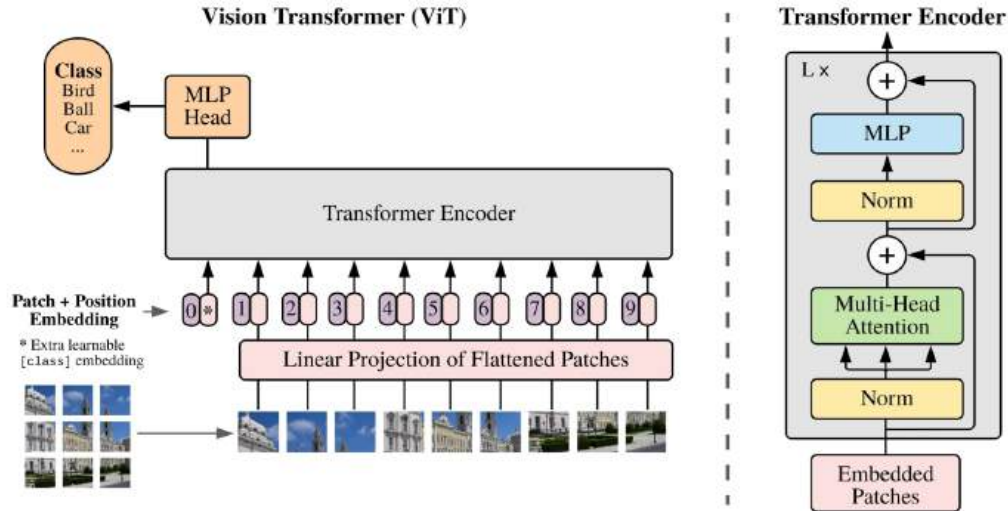 Vision Transformer (ViT)
Class
Bird
Ball
Car
...
MLP
Head
Transformer Encoder
Patch + Position
Embedding
* Extra learnable
[class] embedding
0 * 1 2 3 4 5 6 7 8 9
Linear Projection of Flattened Patches
Transformer Encoder
L ×
+
MLP
Norm
+
Multi-Head
Attention
Norm
Embedded
Patches